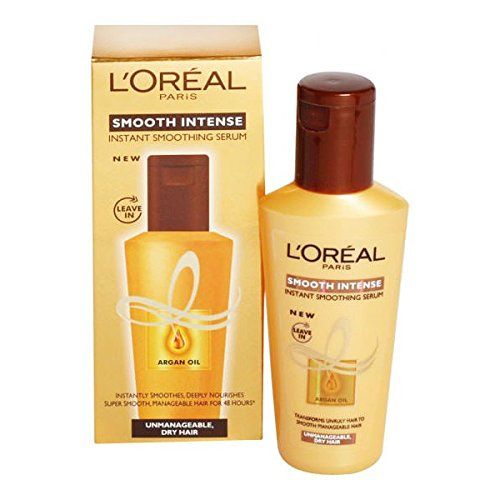 L'ORÉAL
PARIS
SMOOTH INTENSE
INSTANT SMOOTHING SERUM
NEW
LEAVE
IN
ARGAN OIL
INSTANTLY SMOOTHES, DEEPLY NOURISHES
SUPER SMOOTH, MANAGEABLE HAIR FOR 48 HOURS*
UNMANAGEABLE,
DRY HAIR
L'ORÉAL
PARIS
SMOOTH INTENSE
INSTANT SMOOTHING SERUM
NEW
LEAVE
IN
ARGAN OIL
TRANSFORMS UNRULY HAIR TO
SMOOTH MANAGEABLE HAIR
UNMANAGEABLE,
DRY HAIR